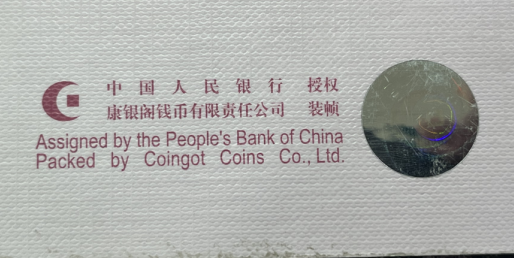 中国人民银行 授权
康银阁钱币有限责任公司 装帧
Assigned by the People's Bank of China
Packed by Coingot Coins Co., Ltd.